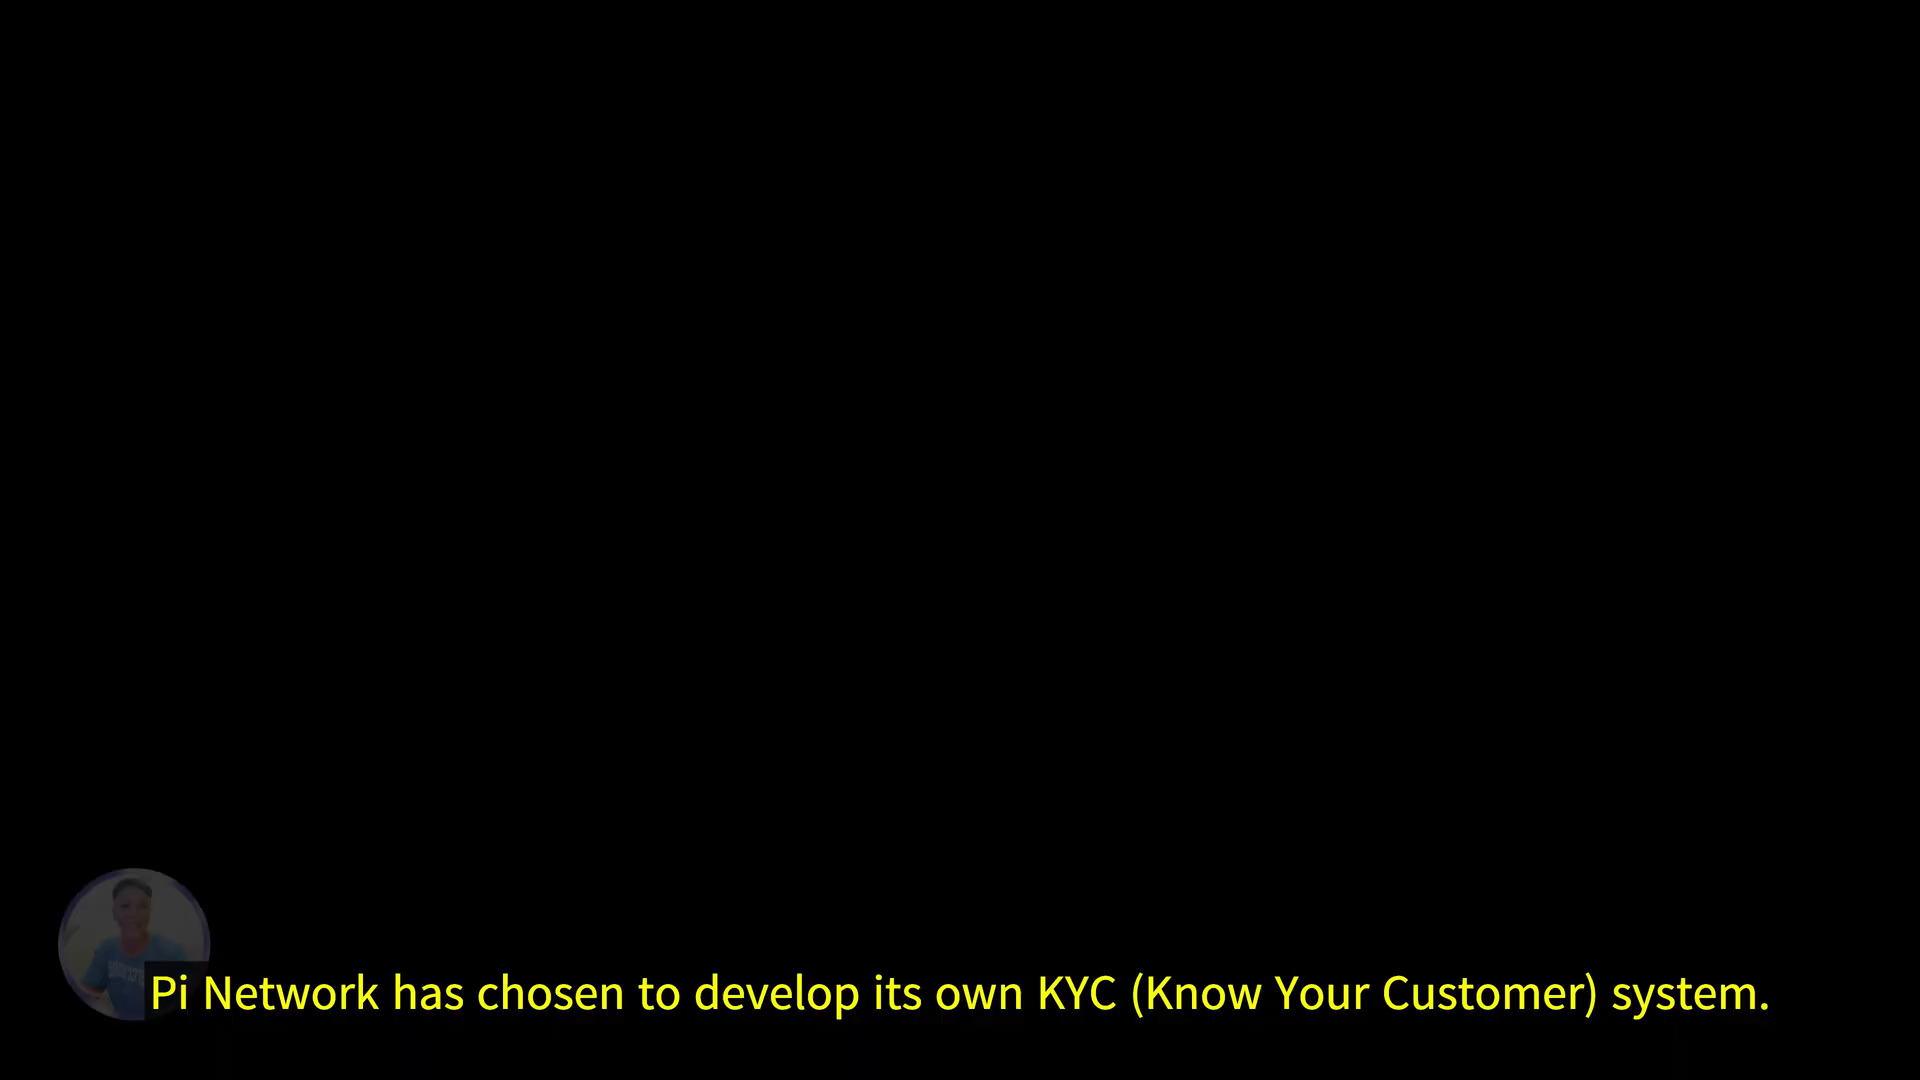 Pi Network has chosen to develop its own KYC (Know Your Customer) system.